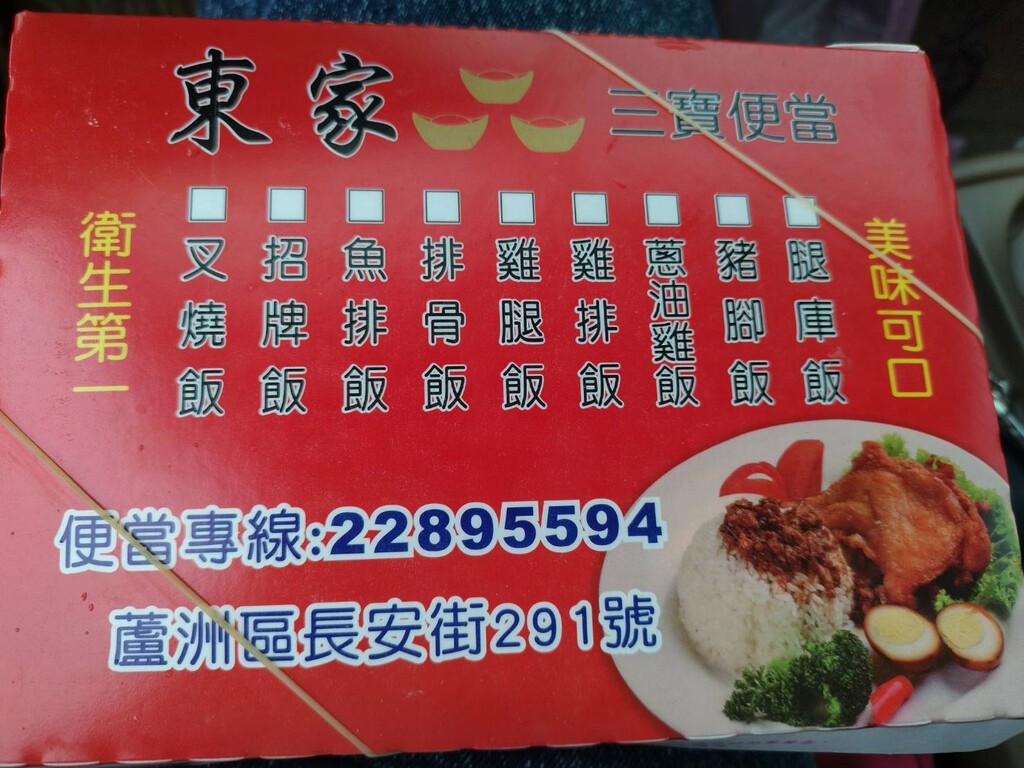 東家 三寶便當
衛生第一
叉燒飯
招牌飯
魚排飯
排骨飯
雞腿飯
雞排飯
蔥油雞飯
豬腳飯
腿庫飯
美味可口
便當專線:22895594
蘆洲區長安街291號